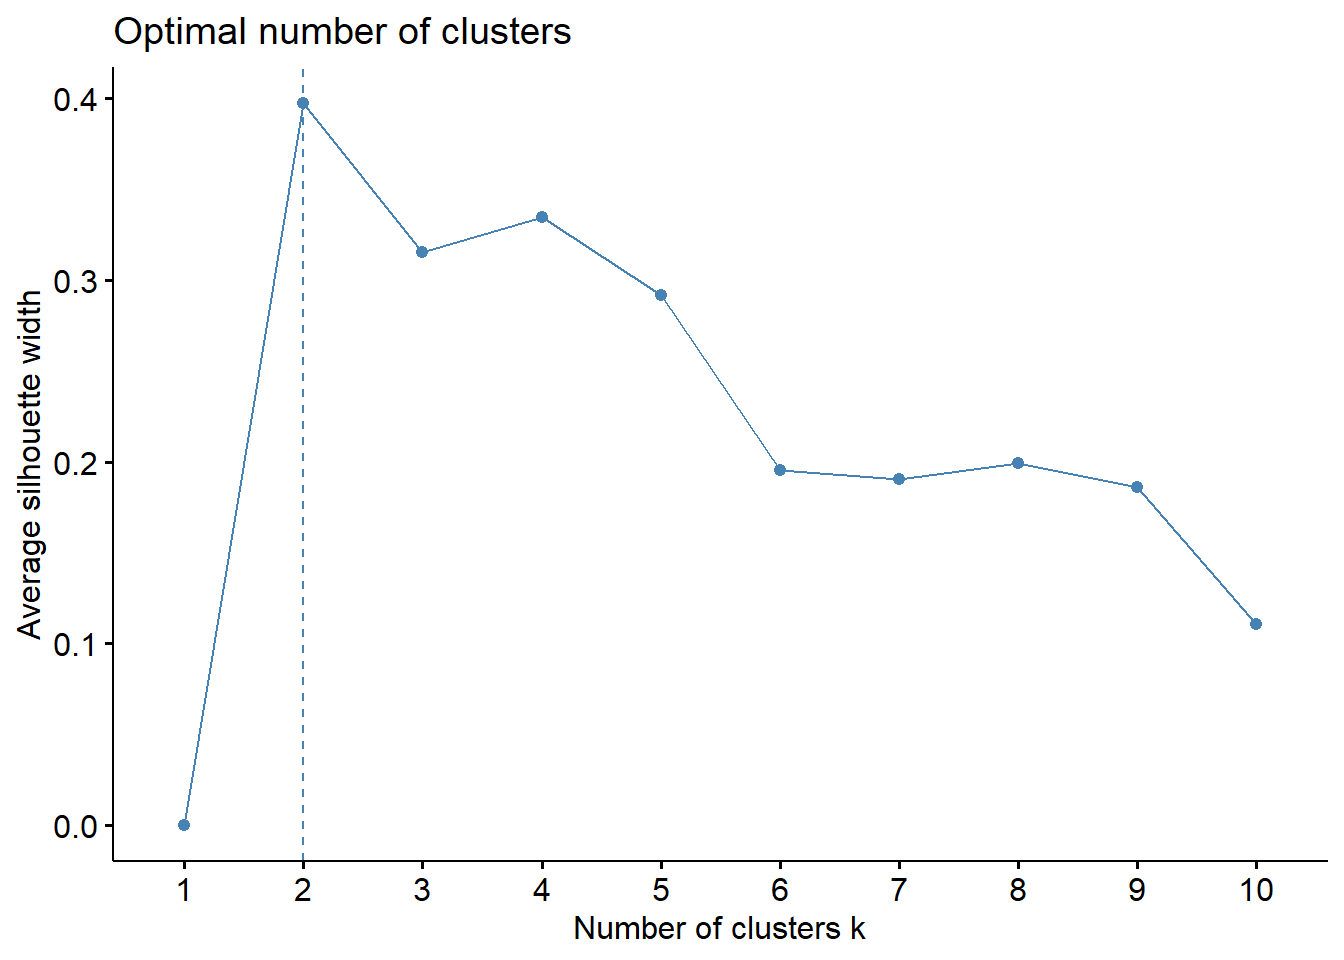 Optimal number of clusters
0.4
0.3
0.2
0.1
0.0
Average silhouette width
1 2 3 4 5 6 7 8 9 10
Number of clusters k